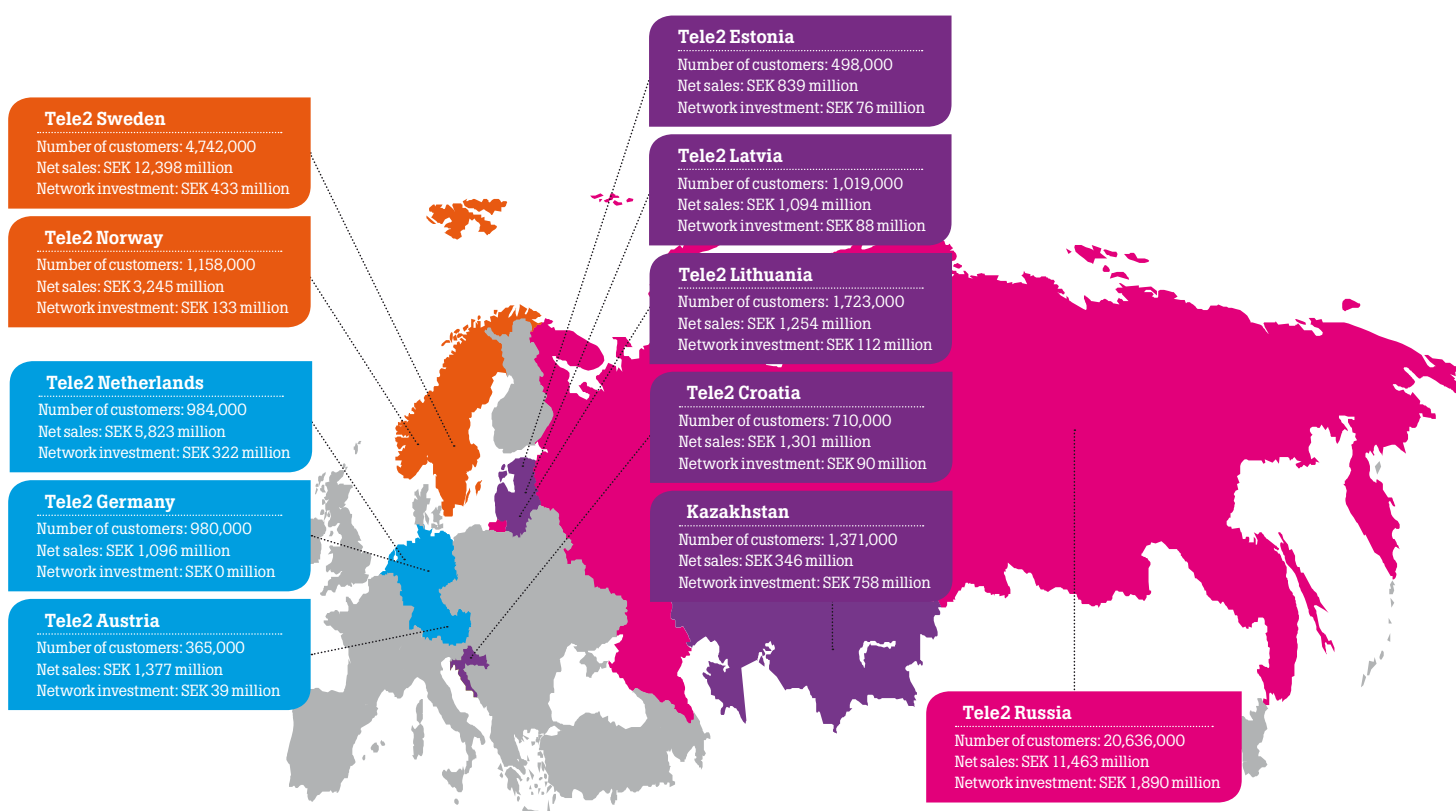 Tele2 Sweden
Number of customers: 4,742,000
Net sales: SEK 12,398 million
Network investment: SEK 433 million
Tele2 Norway
Number of customers: 1,158,000
Net sales: SEK 3,245 million
Network investment: SEK 133 million
Tele2 Netherlands
Number of customers: 984,000
Net sales: SEK 5,823 million
Network investment: SEK 322 million
Tele2 Germany
Number of customers: 980,000
Net sales: SEK 1,096 million
Network investment: SEK 0 million
Tele2 Austria
Number of customers: 365,000
Net sales: SEK 1,377 million
Network investment: SEK 39 million
Tele2 Estonia
Number of customers: 498,000
Net sales: SEK 839 million
Network investment: SEK 76 million
Tele2 Latvia
Number of customers: 1,019,000
Net sales: SEK 1,094 million
Network investment: SEK 88 million
Tele2 Lithuania
Number of customers: 1,723,000
Net sales: SEK 1,254 million
Network investment: SEK 112 million
Tele2 Croatia
Number of customers: 710,000
Net sales: SEK 1,301 million
Network investment: SEK 90 million
Kazakhstan
Number of customers: 1,371,000
Net sales: SEK 346 million
Network investment: SEK 758 million
Tele2 Russia
Number of customers: 20,636,000
Net sales: SEK 11,463 million
Network investment: SEK 1,890 million